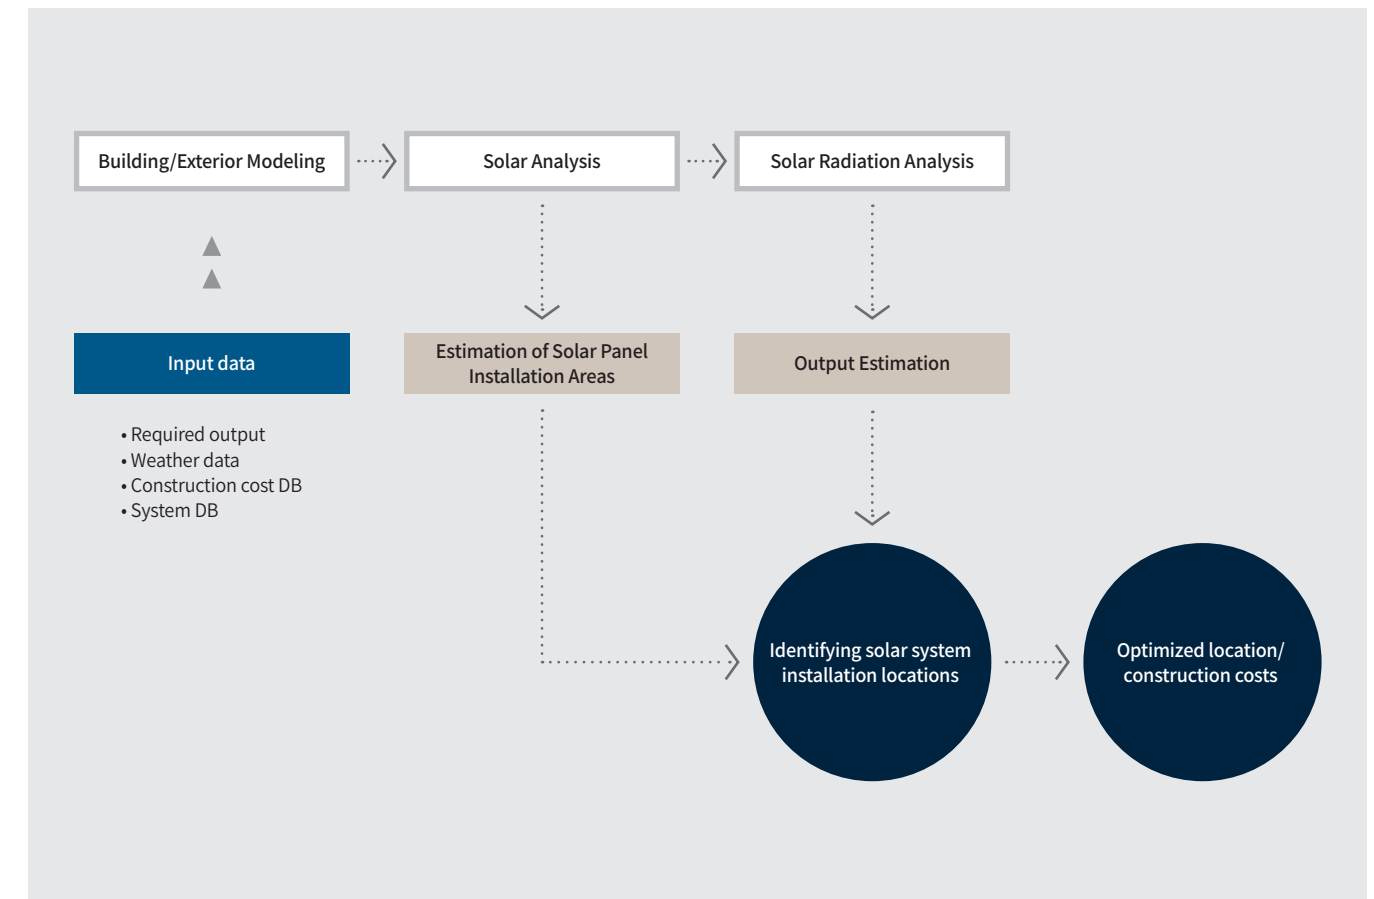 Building/Exterior Modeling
Solar Analysis
Solar Radiation Analysis
Input data
• Required output
• Weather data
• Construction cost DB
• System DB
Estimation of Solar Panel
Installation Areas
Output Estimation
Identifying solar system
installation locations
Optimized location/
construction costs